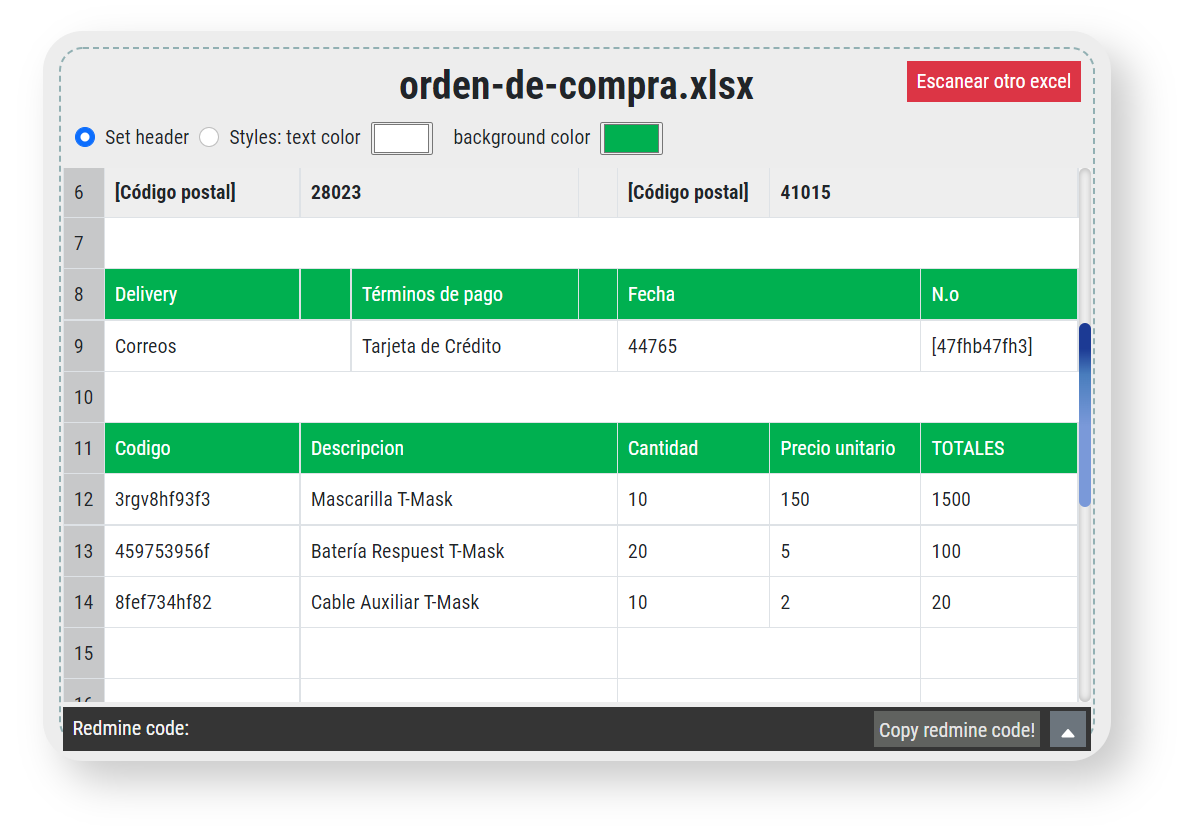 orden-de-compra.xlsx
Escanear otro excel
Set header Styles: text color background color
6 [Código postal] 28023 [Código postal] 41015
7
8 Delivery Términos de pago Fecha N.o
9 Correos Tarjeta de Crédito 44765 [47fhb47fh3]
10
11 Codigo Descripcion Cantidad Precio unitario TOTALES
12 3rgv8hf93f3 Mascarilla T-Mask 10 150 1500
13 459753956f Batería Respuest T-Mask 20 5 100
14 8fef734hf82 Cable Auxiliar T-Mask 10 2 20
15
Redmine code: Copy redmine code!